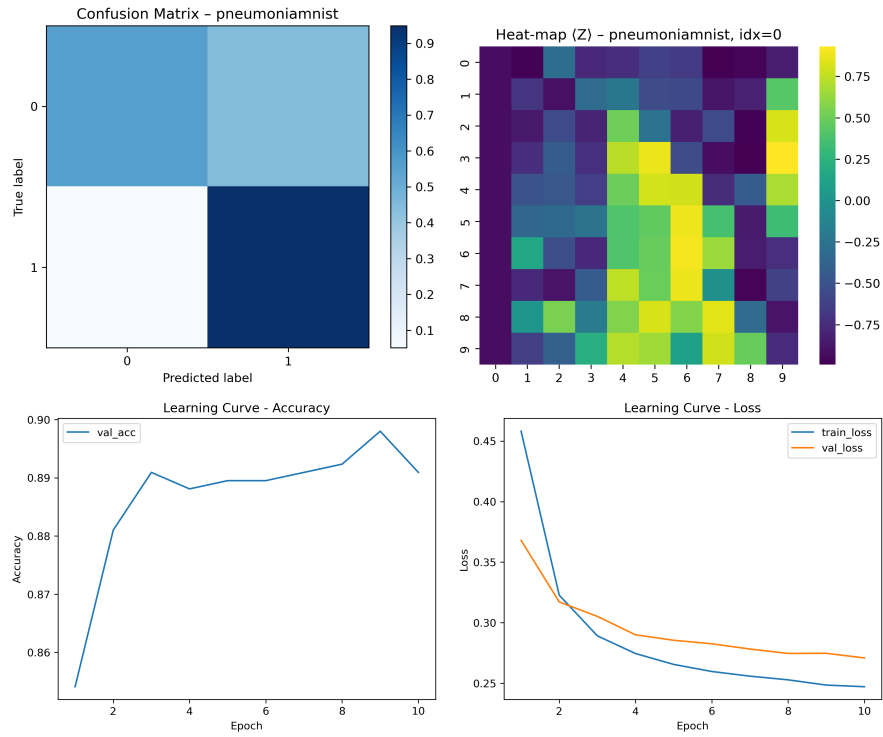 Confusion Matrix – pneumoniamnist
True label
0
1
0
1
Predicted label
0.9
0.8
0.7
0.6
0.5
0.4
0.3
0.2
0.1
Heat-map ⟨Z⟩ – pneumoniamnist, idx=0
0
1
2
3
4
5
6
7
8
9
0 1 2 3 4 5 6 7 8 9
0.75
0.50
0.25
0.00
−0.25
−0.50
−0.75
Learning Curve - Accuracy
val_acc
Accuracy
0.90
0.89
0.88
0.87
0.86
2 4 6 8 10
Epoch
Learning Curve - Loss
train_loss
val_loss
Loss
0.45
0.40
0.35
0.30
0.25
2 4 6 8 10
Epoch